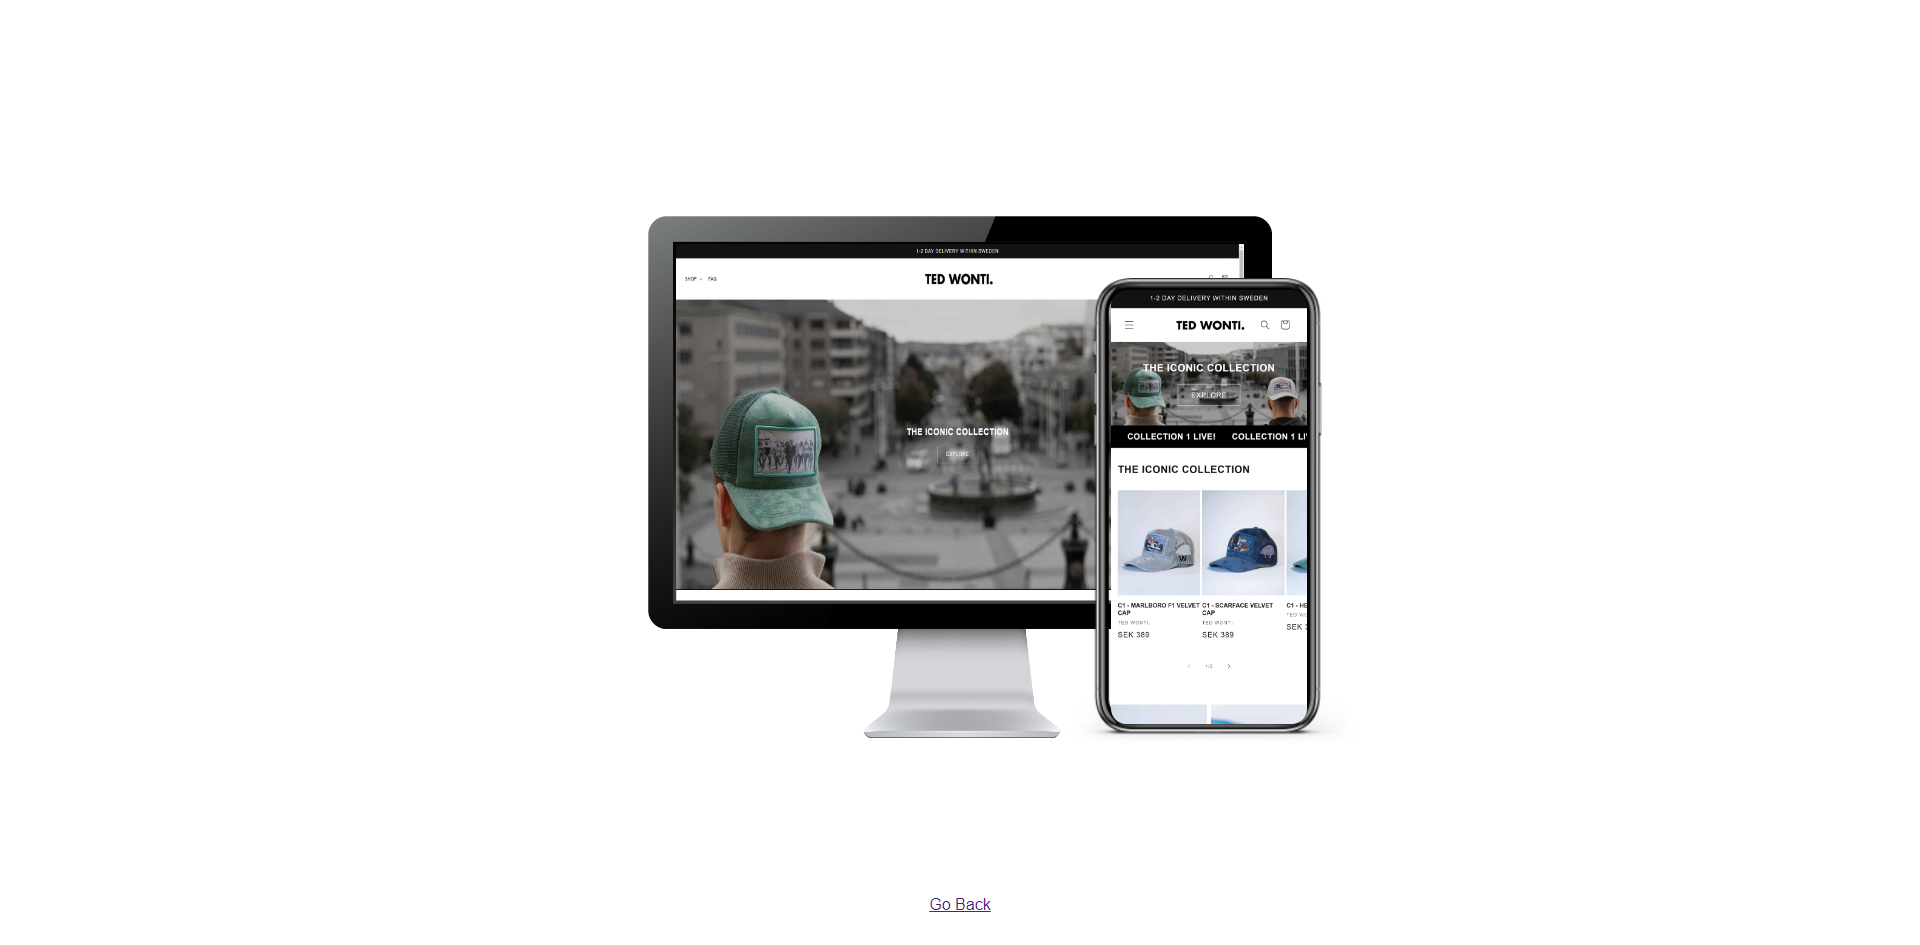 1-2 DAY DELIVERY WITHIN SWEDEN
SHOP FAQ
TED WONTI.
THE ICONIC COLLECTION
EXPLORE
1-2 DAY DELIVERY WITHIN SWEDEN
TED WONTI.
THE ICONIC COLLECTION
EXPLORE
COLLECTION 1 LIVE! COLLECTION 1 LI
THE ICONIC COLLECTION
C1 - MARLBORO F1 VELVET CAP
TED WONTI.
SEK 389
C1 - SCARFACE VELVET CAP
TED WONTI.
SEK 389
C1 - HE
TED WO
SEK 3
Go Back